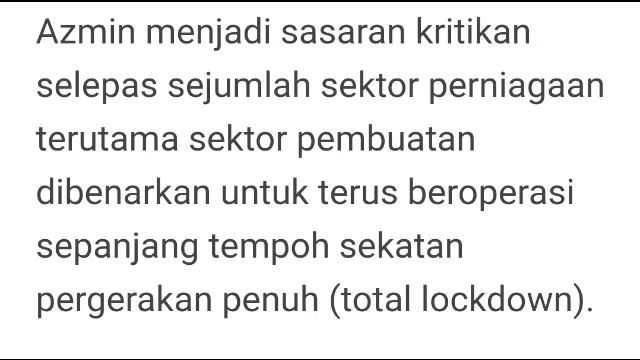 Azmin menjadi sasaran kritikan
selepas sejumlah sektor perniagaan
terutama sektor pembuatan
dibenarkan untuk terus beroperasi
sepanjang tempoh sekatan
pergerakan penuh (total lockdown).